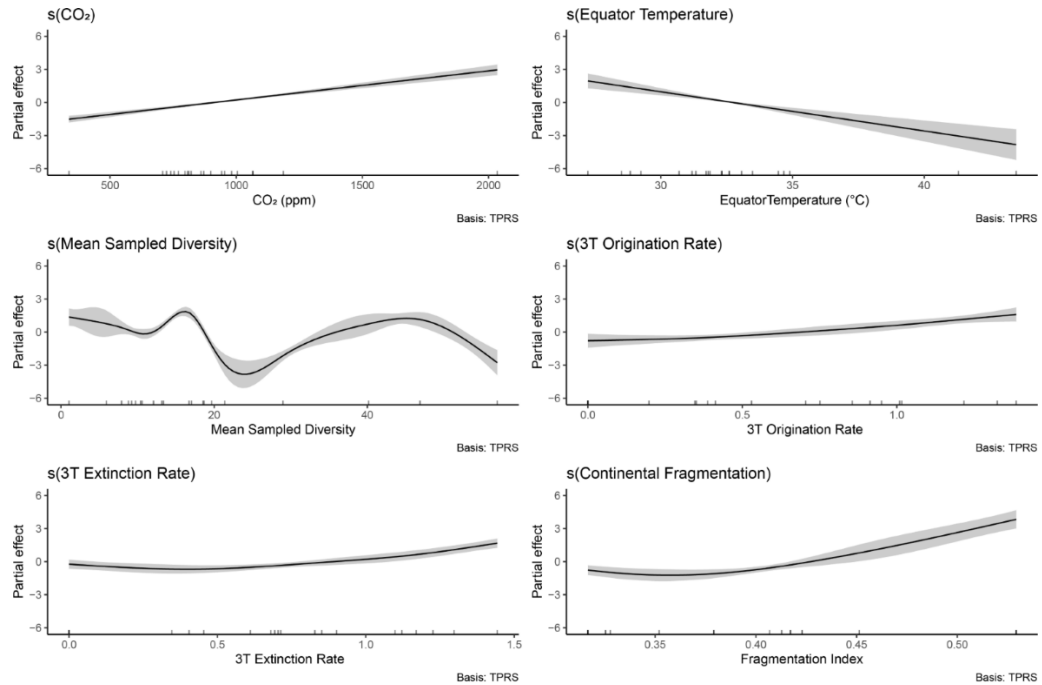 s(CO₂)
6
3
0
−3
−6
Partial effect
500
1000
1500
2000
CO₂ (ppm)
Basis: TPRS
s(Equator Temperature)
6
3
0
−3
−6
Partial effect
30
35
40
EquatorTemperature (°C)
Basis: TPRS
s(Mean Sampled Diversity)
6
3
0
−3
−6
Partial effect
0
20
40
Mean Sampled Diversity
Basis: TPRS
s(3T Origination Rate)
6
3
0
−3
−6
Partial effect
0.0
0.5
1.0
3T Origination Rate
Basis: TPRS
s(3T Extinction Rate)
6
3
0
−3
−6
Partial effect
0.0
0.5
1.0
1.5
3T Extinction Rate
Basis: TPRS
s(Continental Fragmentation)
6
3
0
−3
−6
Partial effect
0.35
0.40
0.45
0.50
Fragmentation Index
Basis: TPRS